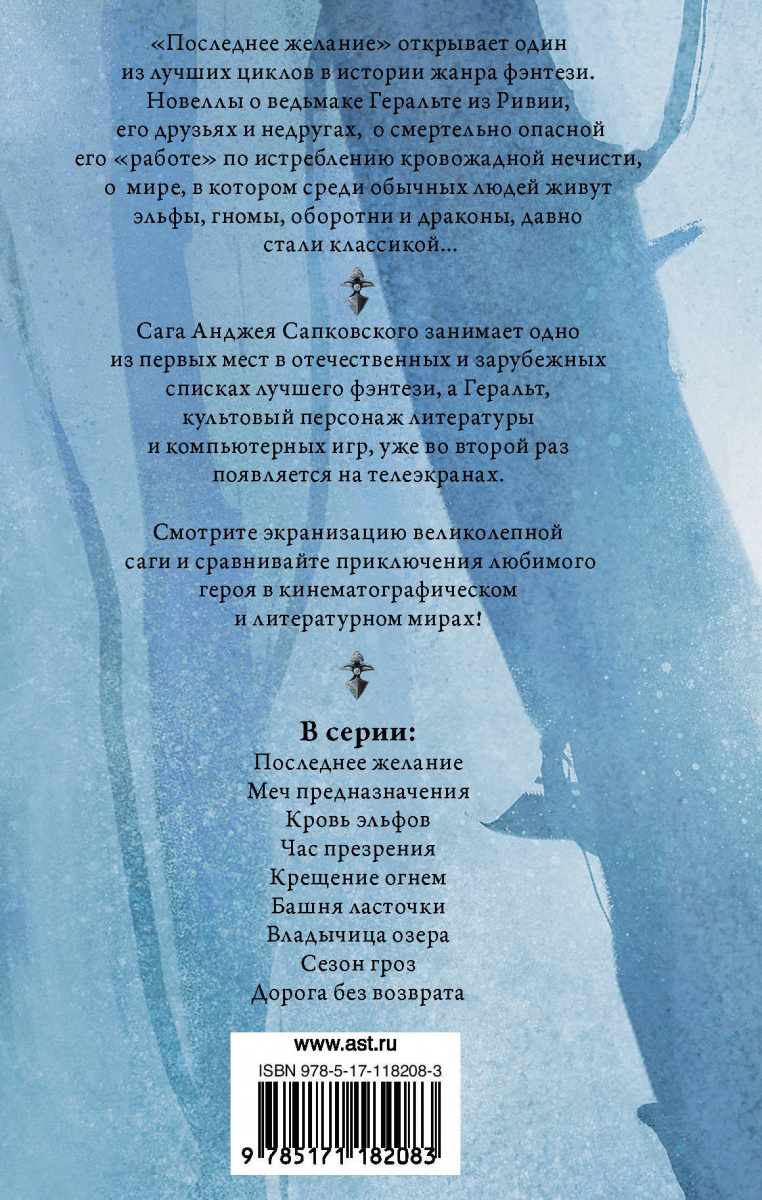 «Последнее желание» открывает один
из лучших циклов в истории жанра фэнтези.
Новеллы о ведьмаке Геральте из Ривии,
его друзьях и недругах, о смертельно опасной
его «работе» по истреблению кровожадной нечисти,
о мире, в котором среди обычных людей живут
эльфы, гномы, оборотни и драконы, давно
стали классикой...
Сага Анджея Сапковского занимает одно
из первых мест в отечественных и зарубежных
списках лучшего фэнтези, а Геральт,
культовый персонаж литературы
и компьютерных игр, уже во второй раз
появляется на телеэкранах.
Смотрите экранизацию великолепной
саги и сравнивайте приключения любимого
героя в кинематографическом
и литературном мирах!
В серии:
Последнее желание
Меч предназначения
Кровь эльфов
Час презрения
Крещение огнем
Башня ласточки
Владычица озера
Сезон гроз
Дорога без возврата
www.ast.ru
ISBN 978-5-17-118208-3
9 785171 182083